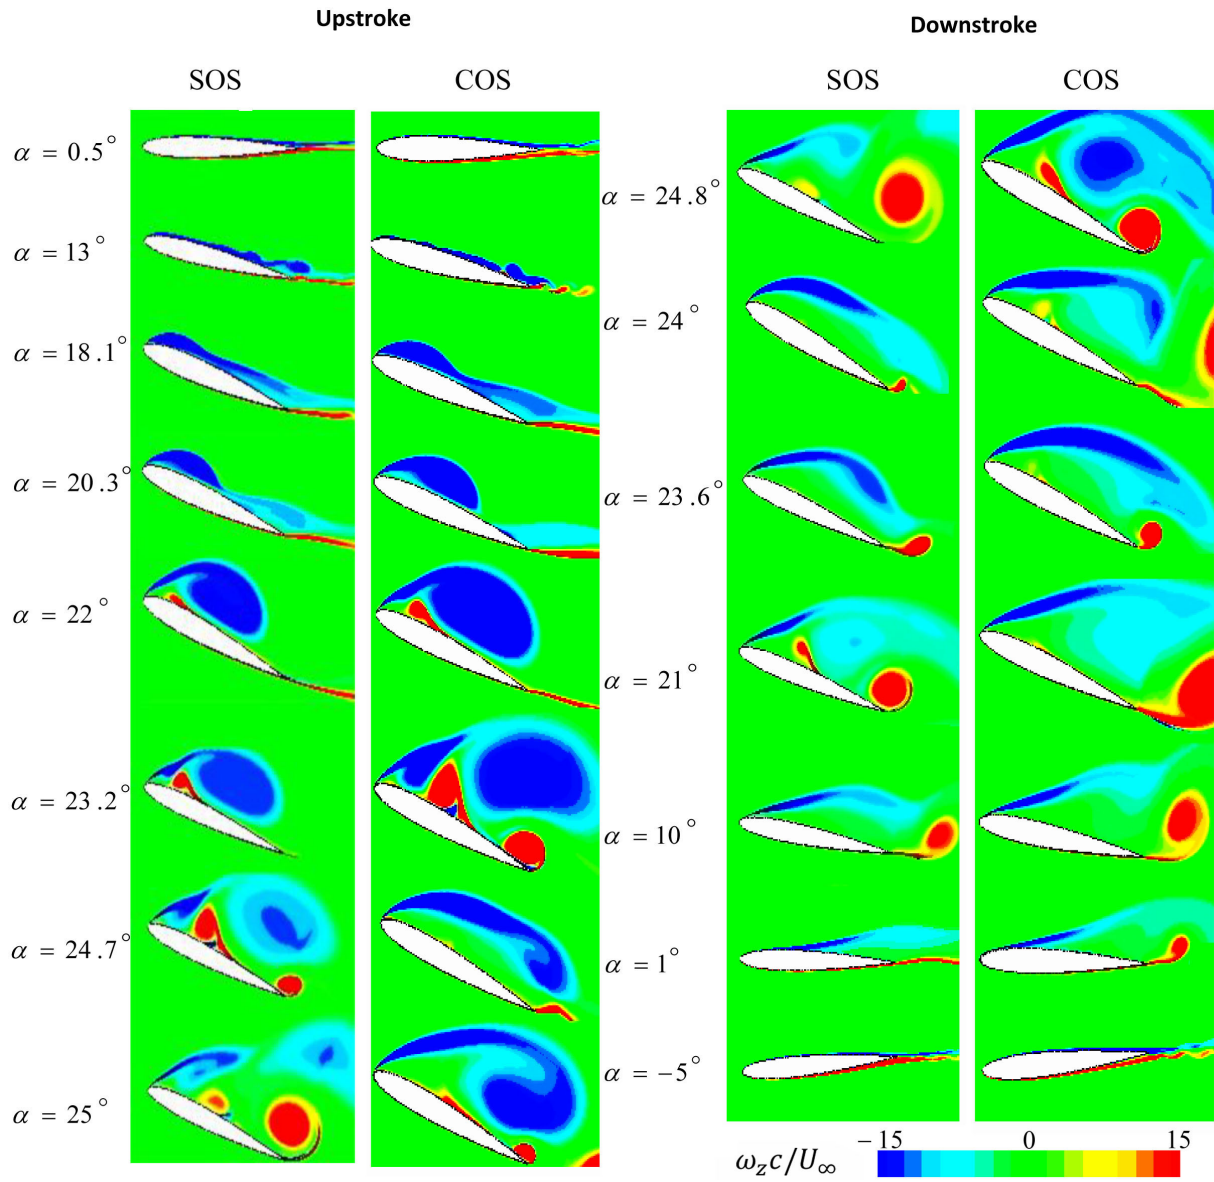 Upstroke
Downstroke
SOS
COS
SOS
COS
α = 0.5°
α = 13°
α = 18.1°
α = 20.3°
α = 22°
α = 23.2°
α = 24.7°
α = 25°
α = 24.8°
α = 24°
α = 23.6°
α = 21°
α = 10°
α = 1°
α = −5°
−15 0 15
ω_z c/U_∞